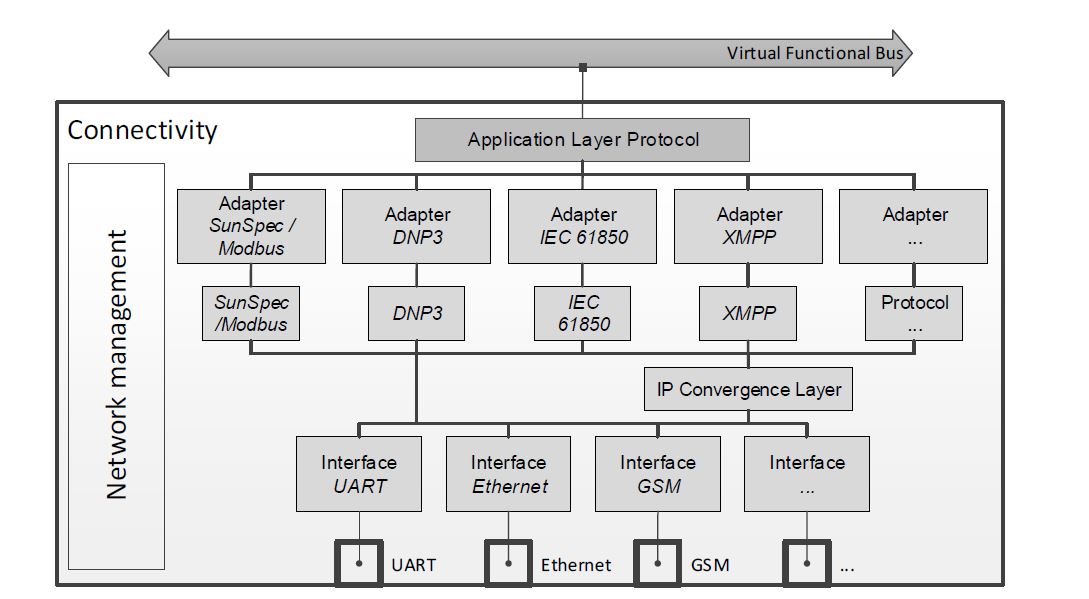 Virtual Functional Bus
Connectivity
Application Layer Protocol
Network management
Adapter
SunSpec /
Modbus
Adapter
DNP3
Adapter
IEC 61850
Adapter
XMPP
Adapter
...
SunSpec
/Modbus
DNP3
IEC
61850
XMPP
Protocol
...
IP Convergence Layer
Interface
UART
Interface
Ethernet
Interface
GSM
Interface
...
UART
Ethernet
GSM
...